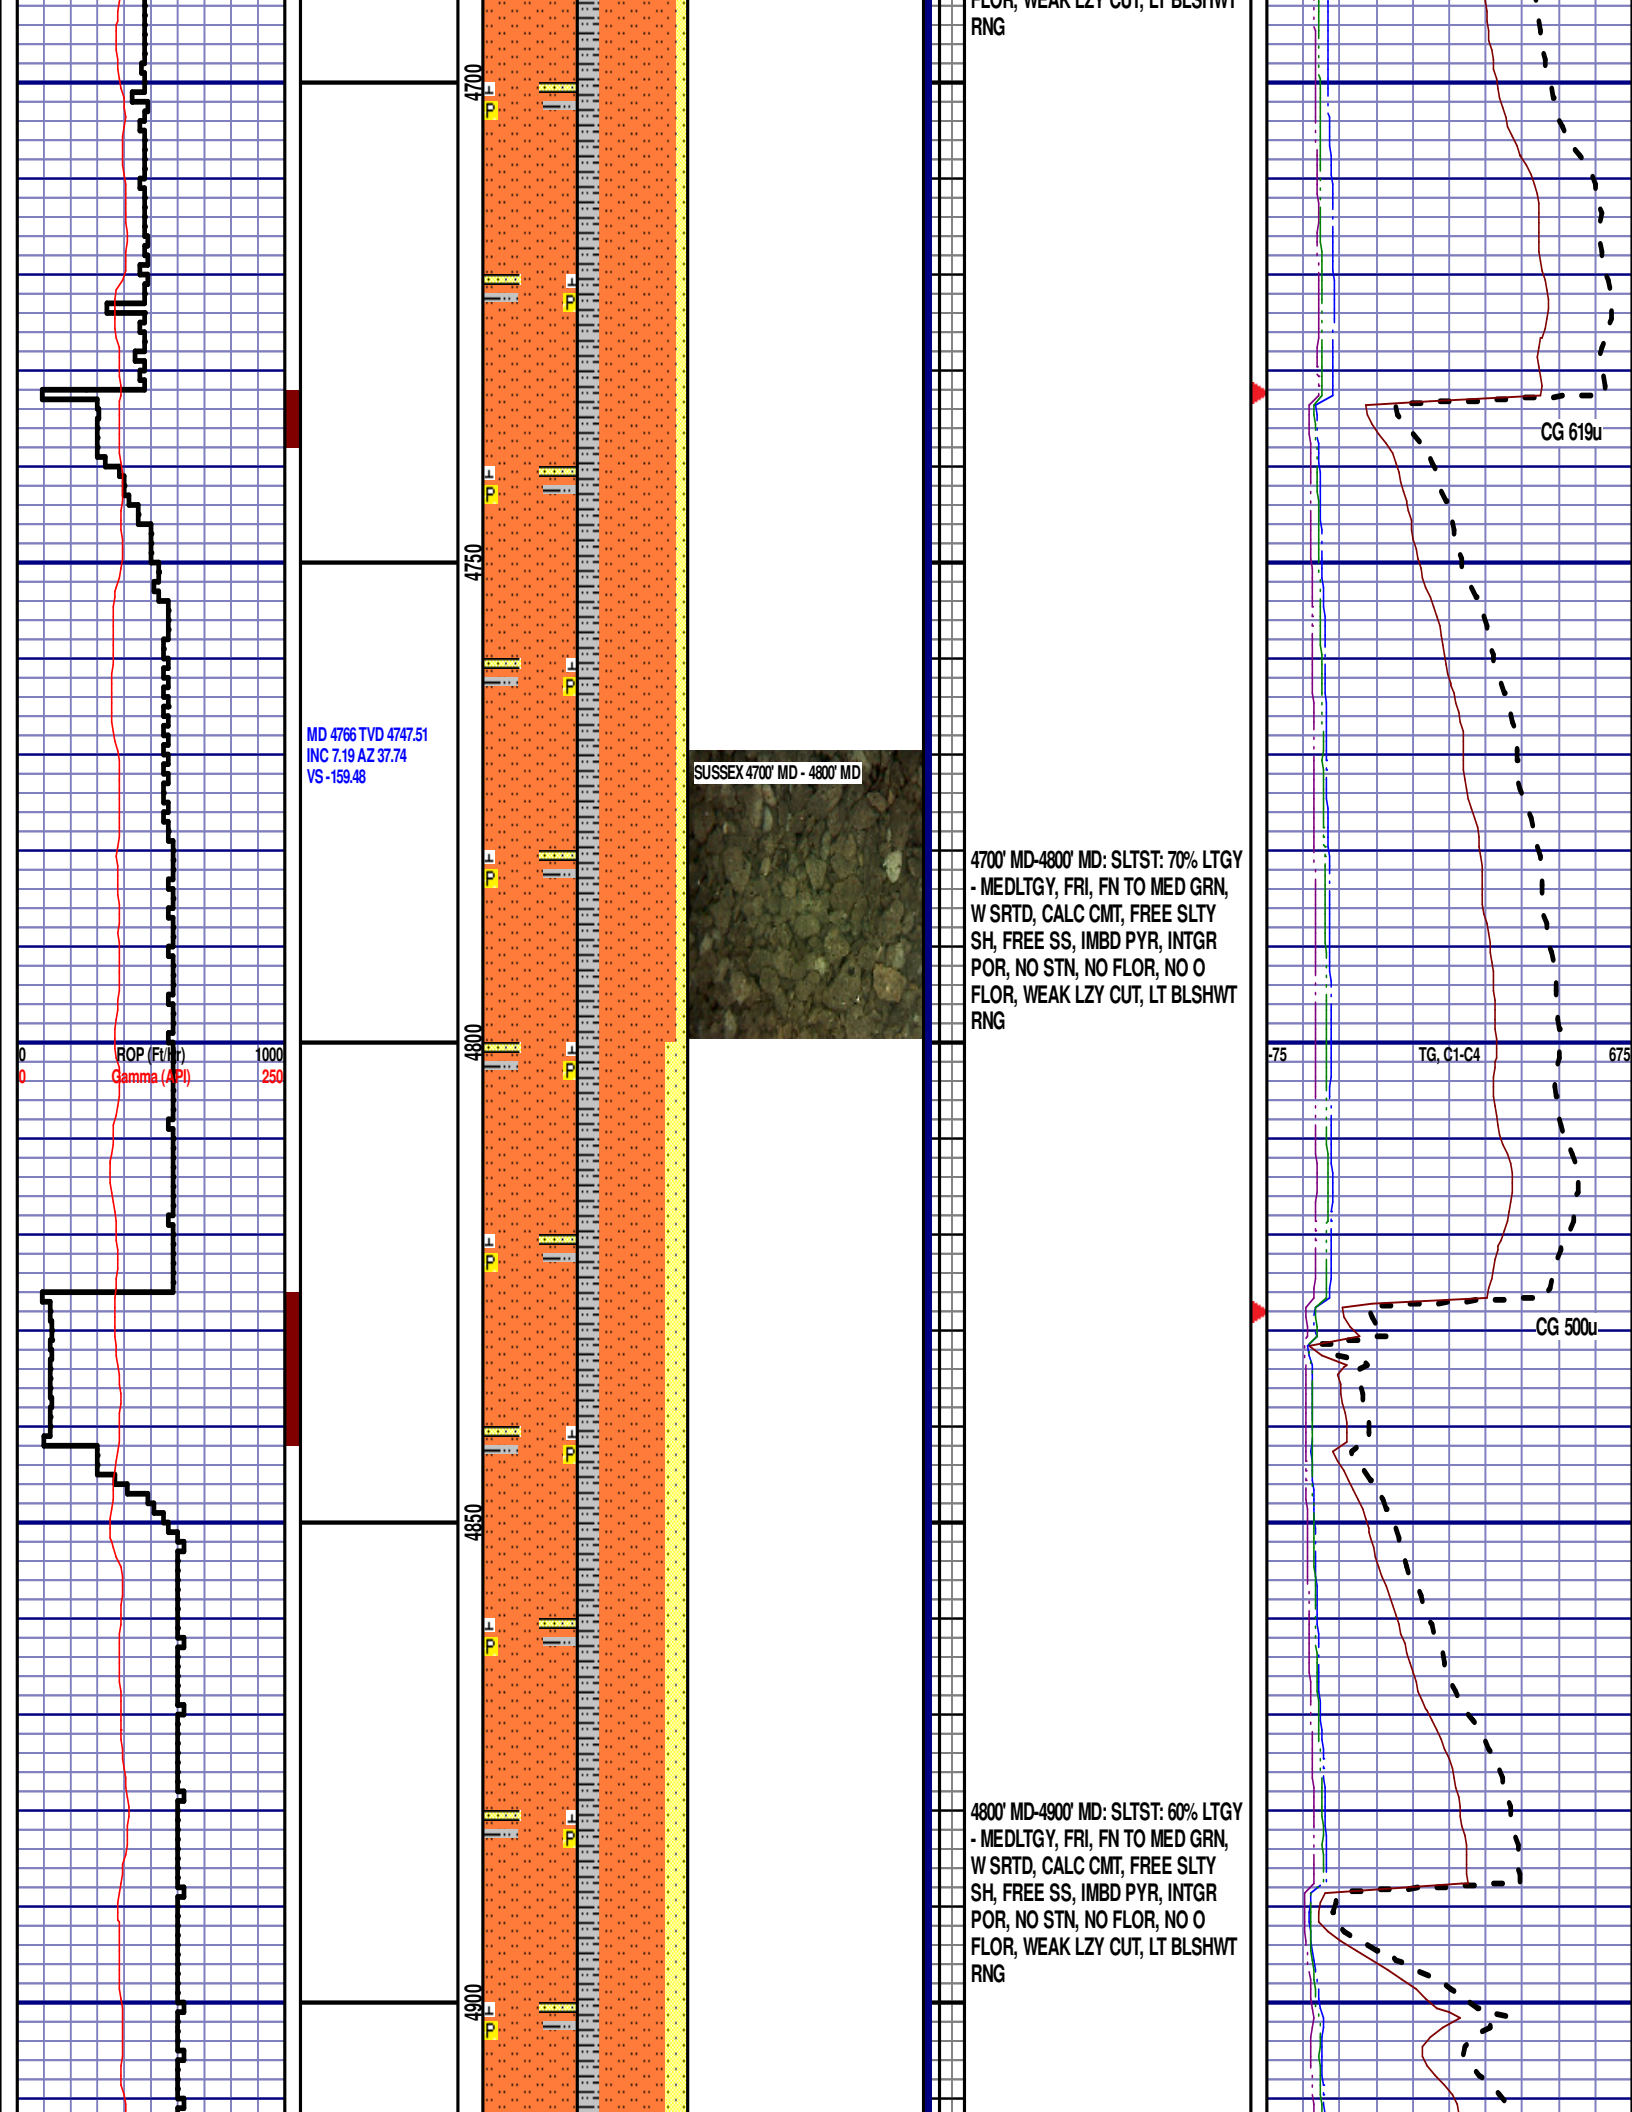 FLOR, WEAK LZY CUT, LT BLSHWT
RNG
4700
CG 619u
4750
MD 4766 TVD 4747.51
INC 7.19 AZ 37.74
VS -159.48
SUSSEX 4700' MD - 4800' MD
4700' MD-4800' MD: SLTST: 70% LTGY
- MEDLTGY, FRI, FN TO MED GRN,
W SRTD, CALC CMT, FREE SLTY
SH, FREE SS, IMBD PYR, INTGR
POR, NO STN, NO FLOR, NO O
FLOR, WEAK LZY CUT, LT BLSHWT
RNG
4800
0 ROP (Ft/Hr) 1000
0 Gamma (API) 250
-75 TG, C1-C4 675
CG 500u
4850
4800' MD-4900' MD: SLTST: 60% LTGY
- MEDLTGY, FRI, FN TO MED GRN,
W SRTD, CALC CMT, FREE SLTY
SH, FREE SS, IMBD PYR, INTGR
POR, NO STN, NO FLOR, NO O
FLOR, WEAK LZY CUT, LT BLSHWT
RNG
4900
P
P
P
P
P
P
P
P
P
P
P